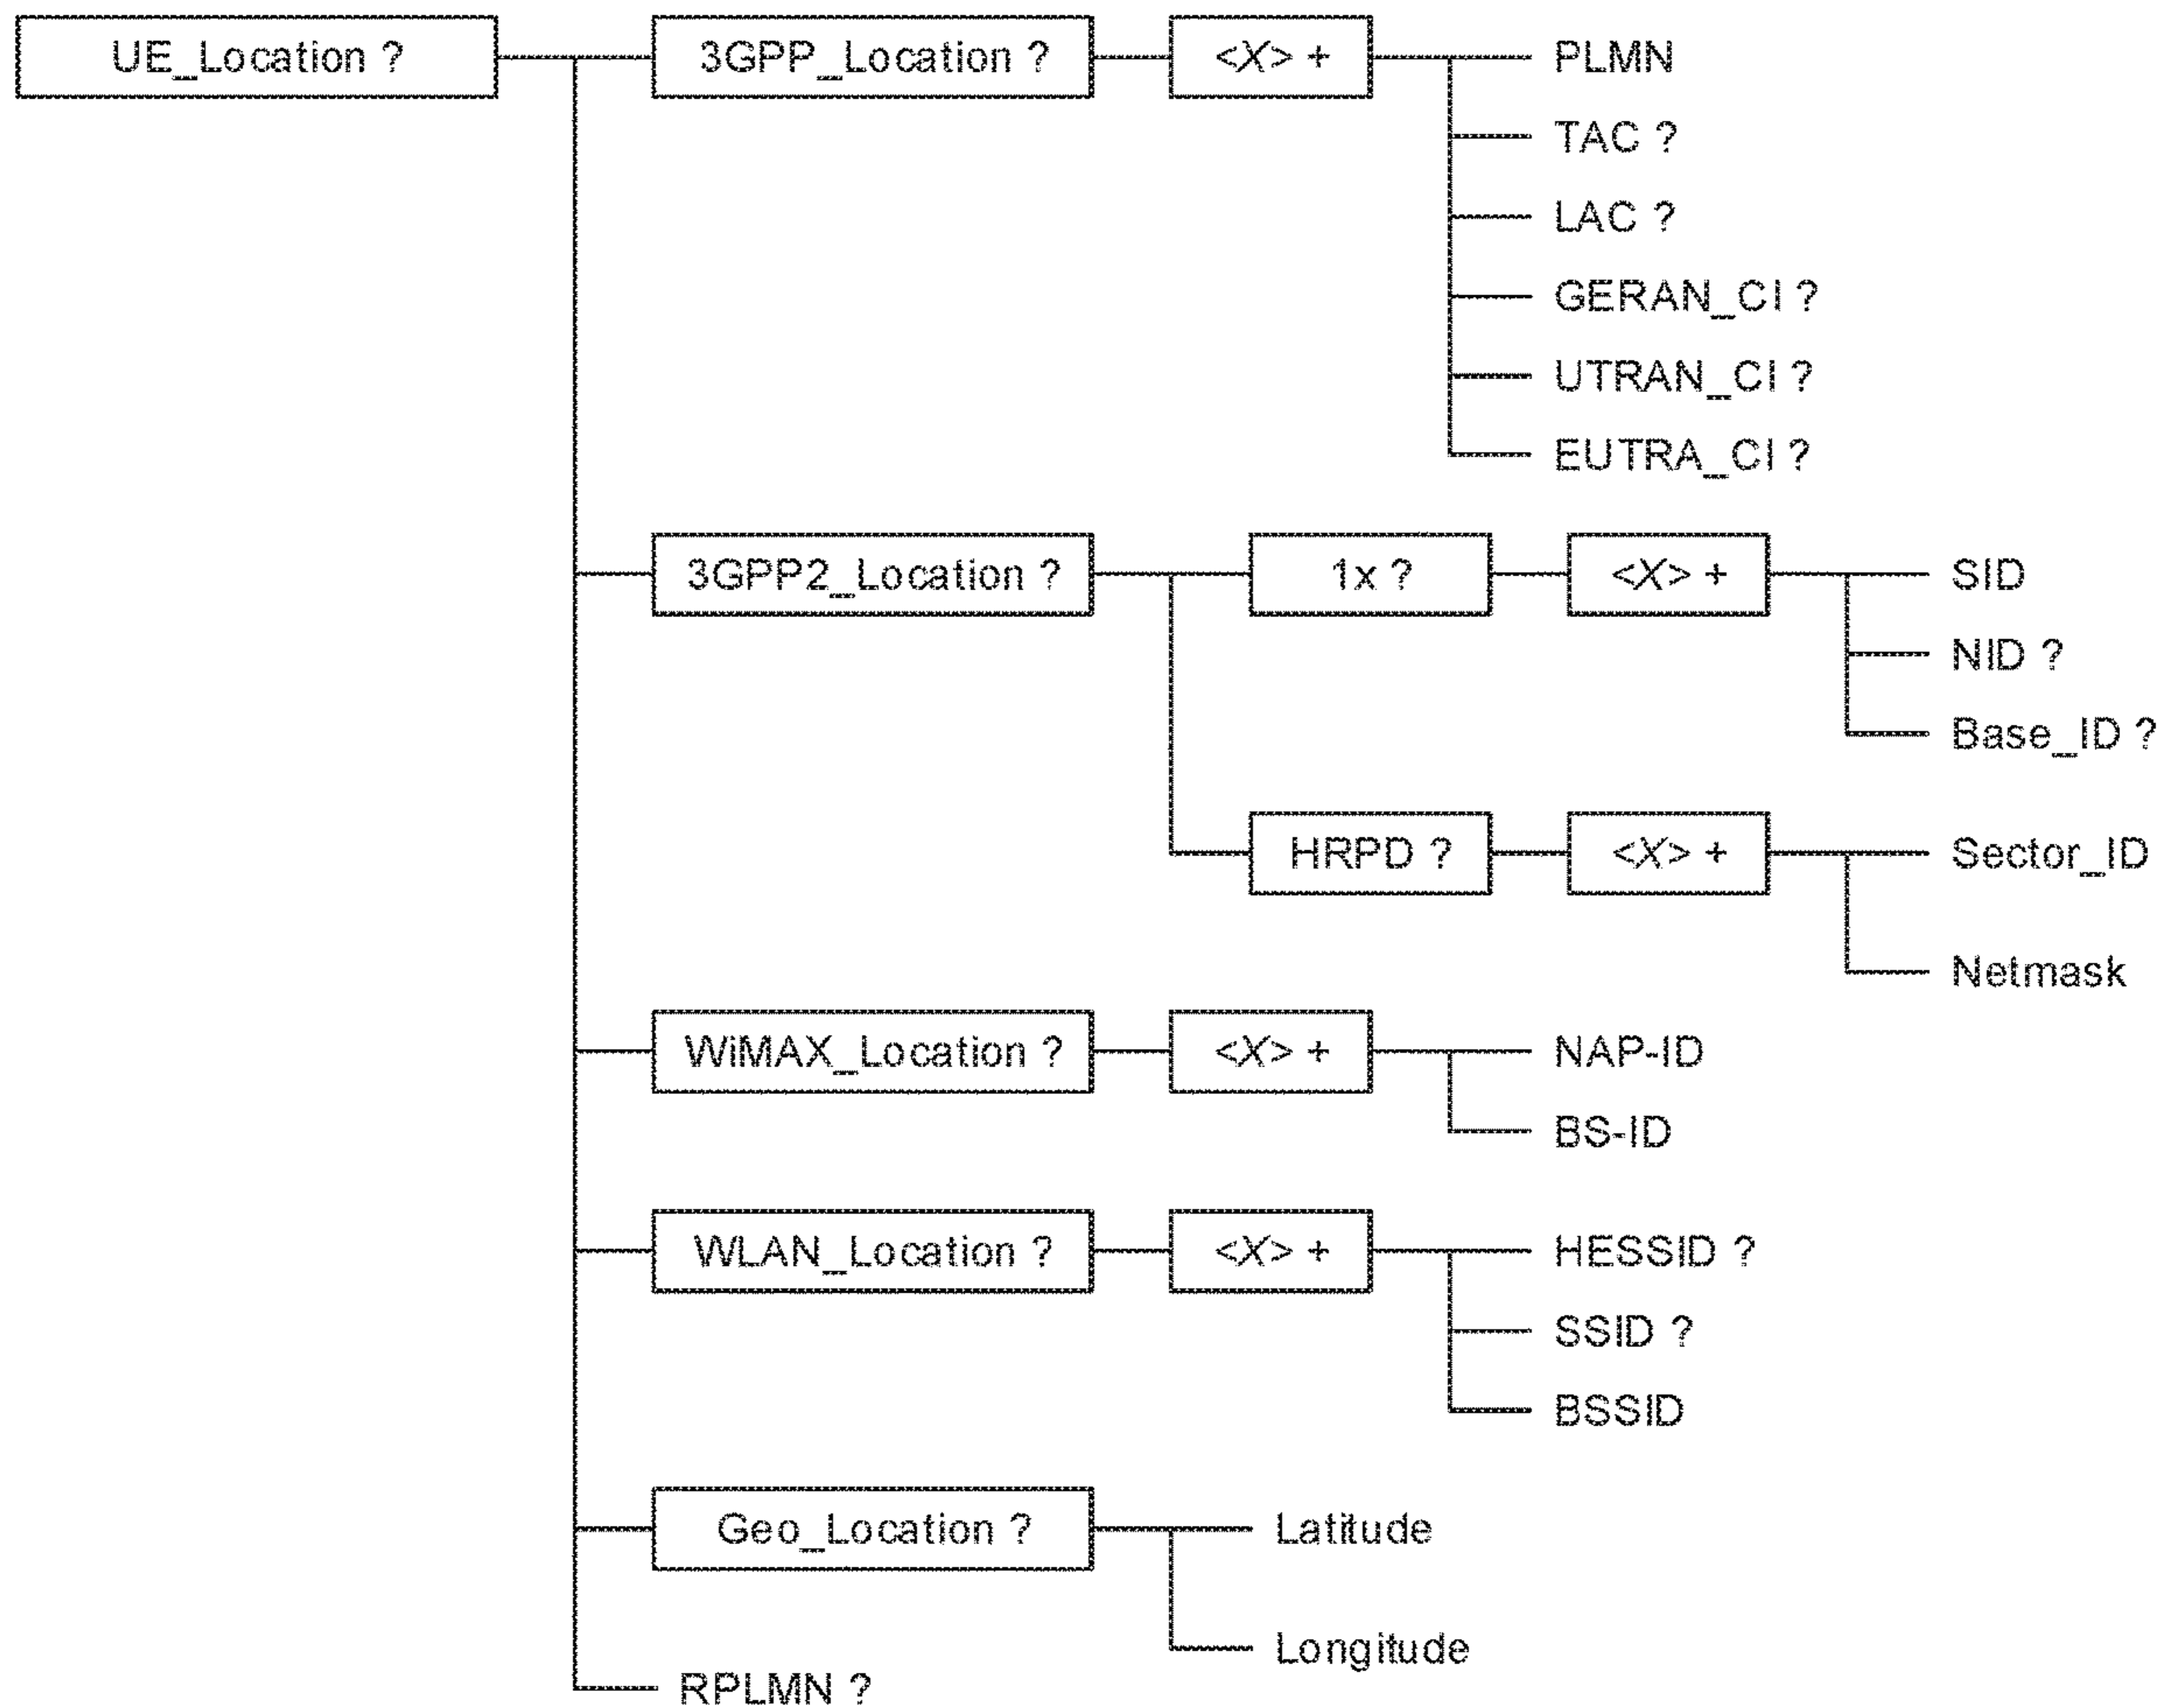 UE_Location ?
3GPP_Location ?
<X> +
PLMN
TAC ?
LAC ?
GERAN_CI ?
UTRAN_CI ?
EUTRA_CI ?
3GPP2_Location ?
1x ?
<X> +
SID
NID ?
Base_ID ?
HRPD ?
<X> +
Sector_ID
Netmask
WiMAX_Location ?
<X> +
NAP-ID
BS-ID
WLAN_Location ?
<X> +
HESSID ?
SSID ?
BSSID
Geo_Location ?
Latitude
Longitude
RPLMN ?